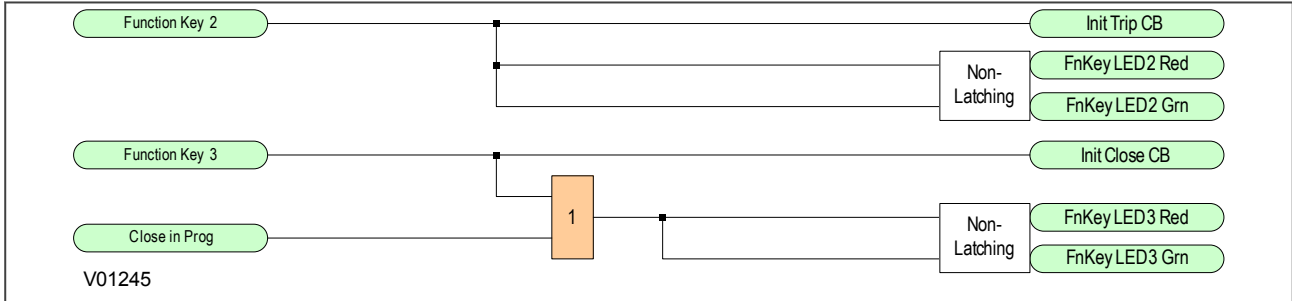 Function Key 2
Init Trip CB
Non-
Latching
FnKey LED2 Red
FnKey LED2 Grn
Function Key 3
Init Close CB
1
Close in Prog
Non-
Latching
FnKey LED3 Red
FnKey LED3 Grn
V01245